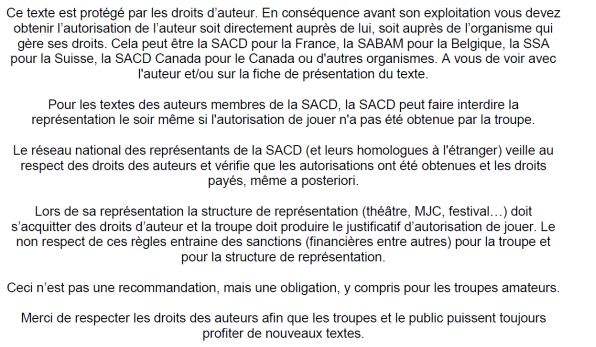 Ce texte est protégé par les droits d’auteur. En conséquence avant son exploitation vous devez
obtenir l’autorisation de l’auteur soit directement auprès de lui, soit auprès de l’organisme qui
gère ses droits. Cela peut être la SACD pour la France, la SABAM pour la Belgique, la SSA
pour la Suisse, la SACD Canada pour le Canada ou d'autres organismes. A vous de voir avec
l'auteur et/ou sur la fiche de présentation du texte.
Pour les textes des auteurs membres de la SACD, la SACD peut faire interdire la
représentation le soir même si l'autorisation de jouer n'a pas été obtenue par la troupe.
Le réseau national des représentants de la SACD (et leurs homologues à l'étranger) veille au
respect des droits des auteurs et vérifie que les autorisations ont été obtenues et les droits
payés, même a posteriori.
Lors de sa représentation la structure de représentation (théâtre, MJC, festival…) doit
s’acquitter des droits d’auteur et la troupe doit produire le justificatif d’autorisation de jouer. Le
non respect de ces règles entraine des sanctions (financières entre autres) pour la troupe et
pour la structure de représentation.
Ceci n’est pas une recommandation, mais une obligation, y compris pour les troupes amateurs.
Merci de respecter les droits des auteurs afin que les troupes et le public puissent toujours
profiter de nouveaux textes.